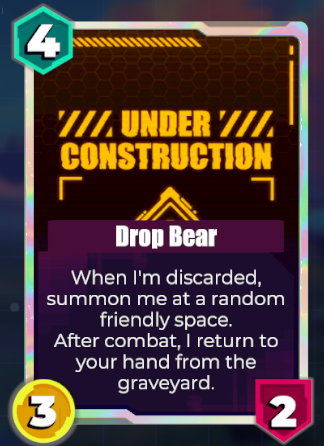 4
UNDER
CONSTRUCTION
Drop Bear
When I'm discarded,
summon me at a random
friendly space.
After combat, I return to
your hand from the
graveyard.
3
2